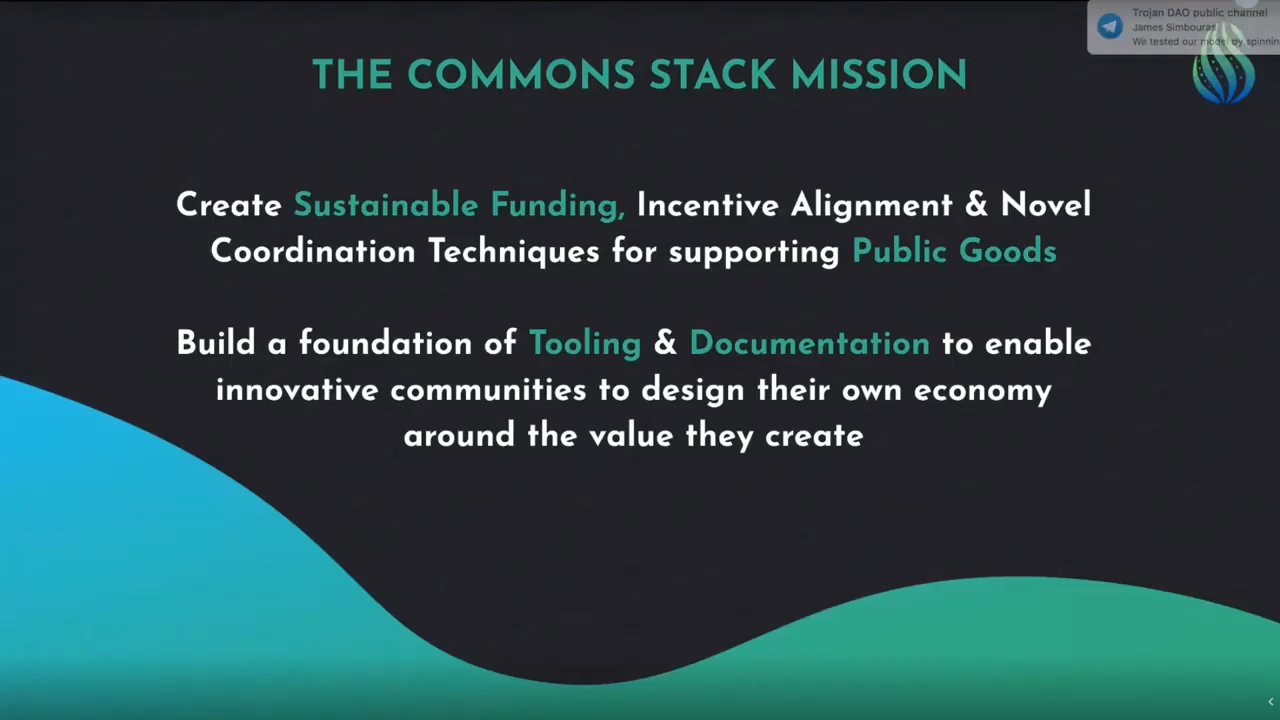 Trojan DAO public channel
James Simbouras
We tested our model by spinnin
THE COMMONS STACK MISSION
Create Sustainable Funding, Incentive Alignment & Novel
Coordination Techniques for supporting Public Goods
Build a foundation of Tooling & Documentation to enable
innovative communities to design their own economy
around the value they create